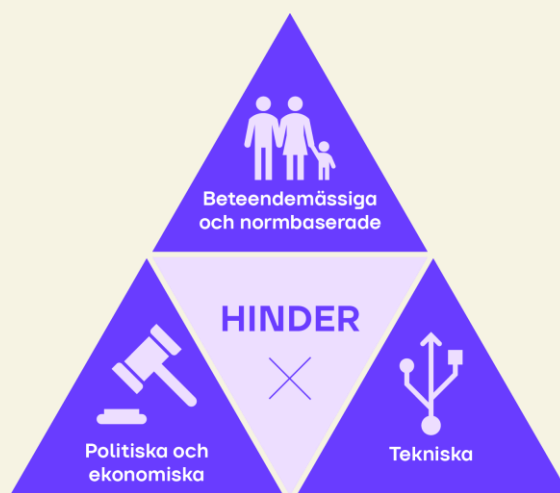 Beteendemässiga
och normbaserade
HINDER
Politiska och
ekonomiska
Tekniska